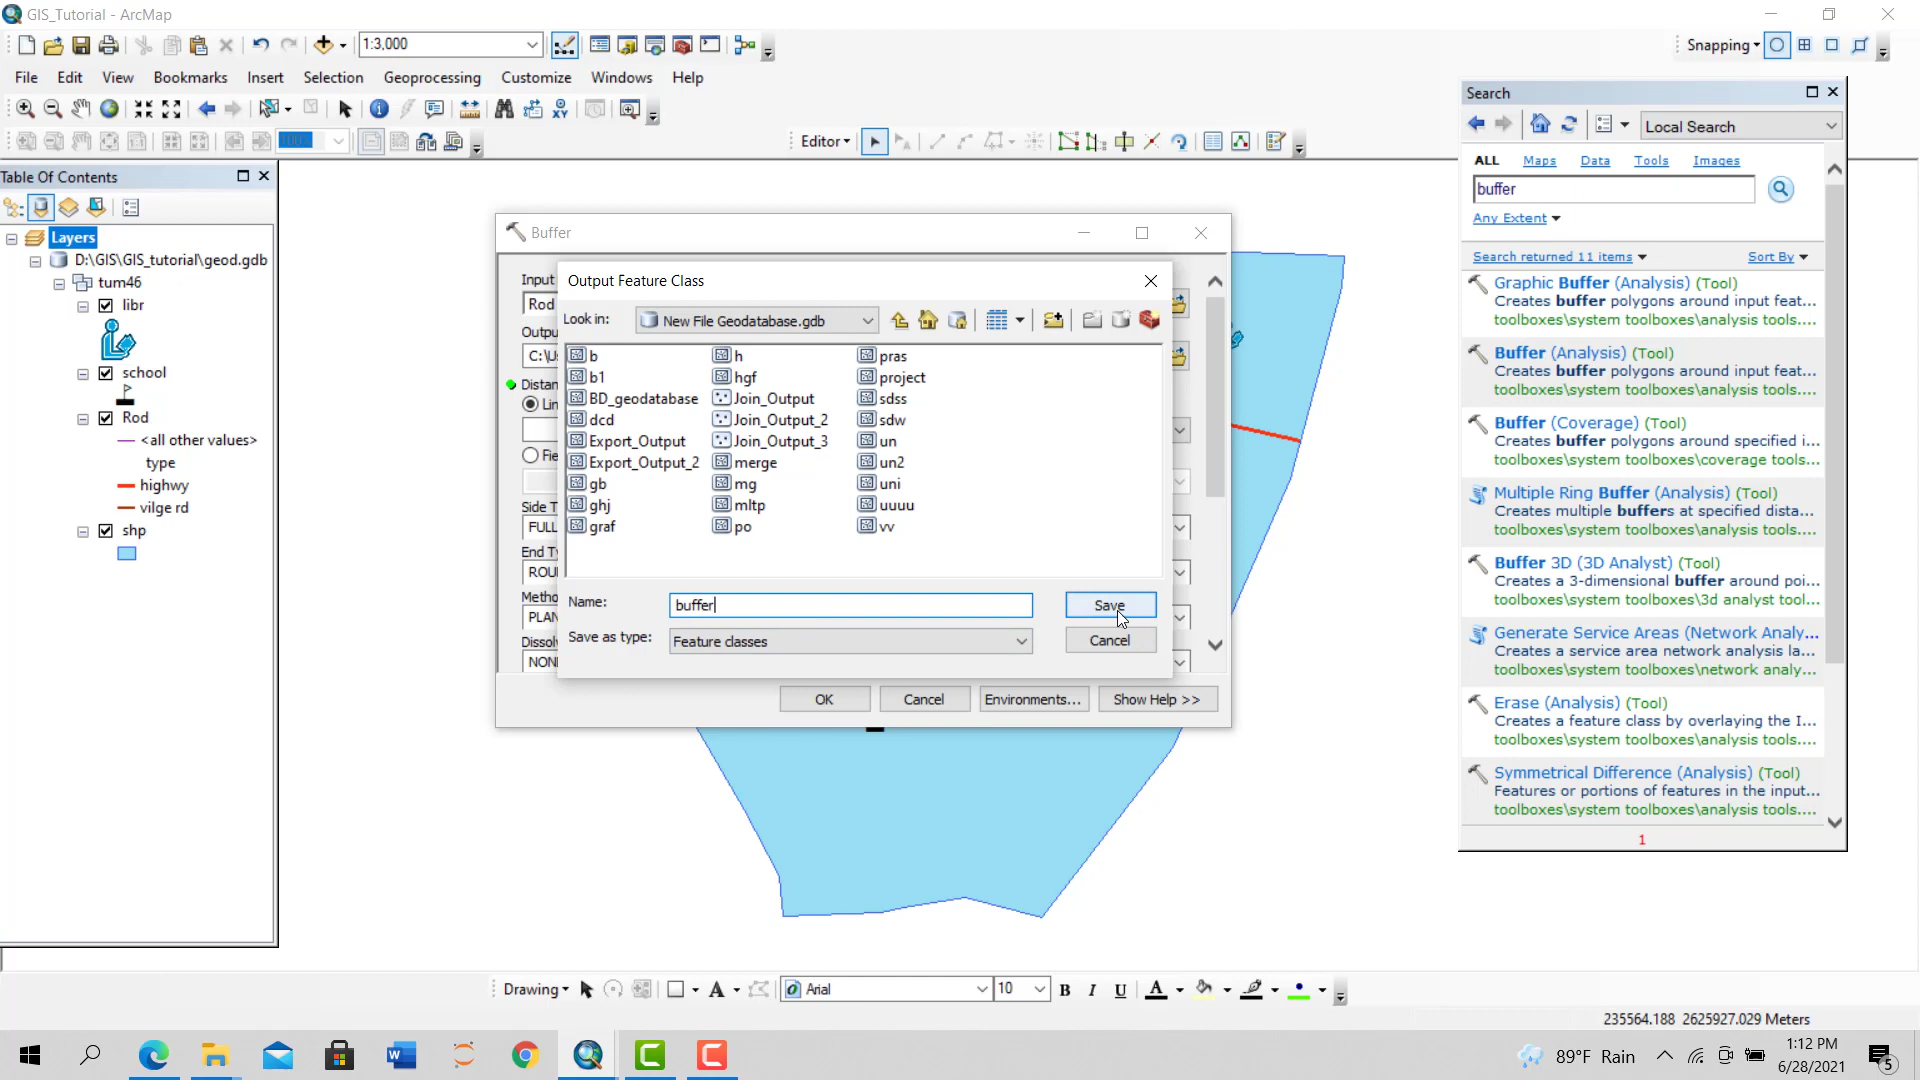 GIS_Tutorial - ArcMap
1:3,000
Snapping
File Edit View Bookmarks Insert Selection Geoprocessing Customize Windows Help
100%
Editor
Table Of Contents
Layers
D:\GIS\GIS_tutorial\geod.gdb
tum46
libr
school
Rod
<all other values>
type
highwy
vilge rd
shp
Buffer
Input
Rod
Outpu
C:\Us
Distan
Lin
Fie
Side T
FULL
End Ty
ROUI
Metho
PLAN
Dissol
NONI
OK Cancel Environments... Show Help >>
Output Feature Class
Look in: New File Geodatabase.gdb
b h pras
b1 hgf project
BD_geodatabase Join_Output sdss
dcd Join_Output_2 sdw
Export_Output Join_Output_3 un
Export_Output_2 merge un2
gb mg uni
ghj mltp uuuu
graf po vv
Name: buffer Save
Save as type: Feature classes Cancel
Search
Local Search
ALL Maps Data Tools Images
buffer
Any Extent
Search returned 11 items Sort By
Graphic Buffer (Analysis) (Tool)
Creates buffer polygons around input feat...
toolboxes\system toolboxes\analysis tools....
Buffer (Analysis) (Tool)
Creates buffer polygons around input feat...
toolboxes\system toolboxes\analysis tools....
Buffer (Coverage) (Tool)
Creates buffer polygons around specified i...
toolboxes\system toolboxes\coverage tools...
Multiple Ring Buffer (Analysis) (Tool)
Creates multiple buffers at specified dista...
toolboxes\system toolboxes\analysis tools....
Buffer 3D (3D Analyst) (Tool)
Creates a 3-dimensional buffer around poi...
toolboxes\system toolboxes\3d analyst tool...
Generate Service Areas (Network Analy...
Creates a service area network analysis la...
toolboxes\system toolboxes\network analy...
Erase (Analysis) (Tool)
Creates a feature class by overlaying the I...
toolboxes\system toolboxes\analysis tools....
Symmetrical Difference (Analysis) (Tool)
Features or portions of features in the input...
toolboxes\system toolboxes\analysis tools....
1
Drawing A Arial 10 B I U A
235564.188 2625927.029 Meters
89°F Rain
1:12 PM
6/28/2021
5